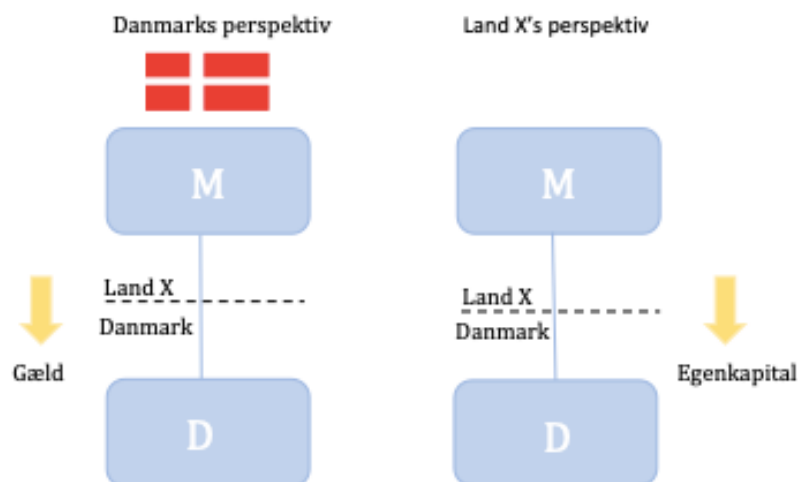 Danmarks perspektiv
M
Land X
Danmark
Gæld
D
Land X's perspektiv
M
Land X
Danmark
Egenkapital
D